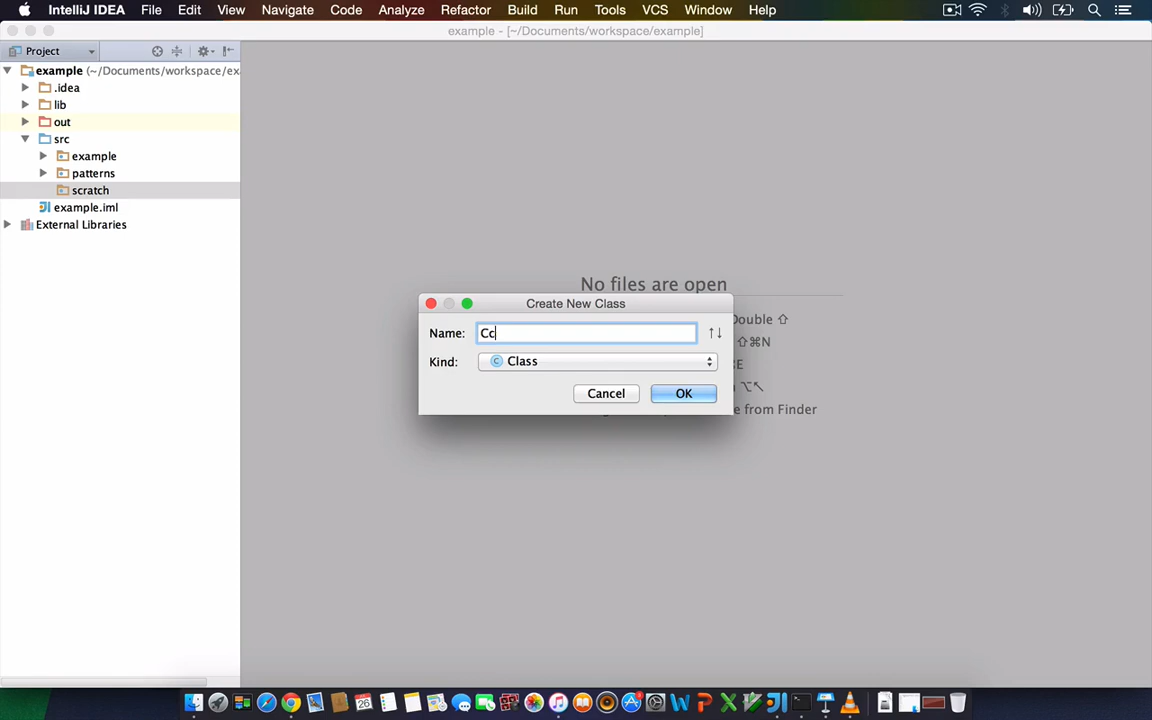 IntelliJ IDEA File Edit View Navigate Code Analyze Refactor Build Run Tools VCS Window Help
example - [~/Documents/workspace/example]
Project
example (~/Documents/workspace/ex
.idea
lib
out
src
example
patterns
scratch
example.iml
External Libraries
No files are open
Double ⇧
⇧⌘N
E
⌥↖
e from Finder
Create New Class
Name: Cc
Kind: Class
Cancel OK
26